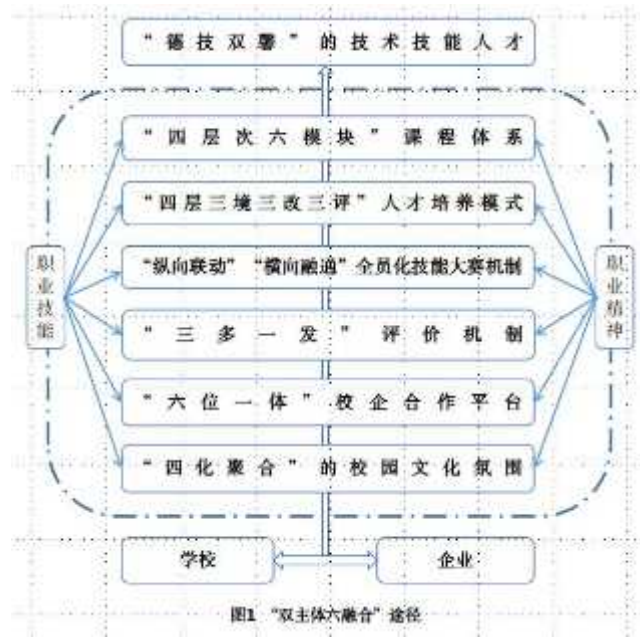 “德技双馨”的技术技能人才
“四层次六模块”课程体系
“四层三境三改三评”人才培养模式
“纵向联动”“横向融通”全员化技能大赛机制
职业技能
职业精神
“三多一发”评价机制
“六位一体”校企合作平台
“四化聚合”的校园文化氛围
学校
企业
图1 “双主体六融合”途径